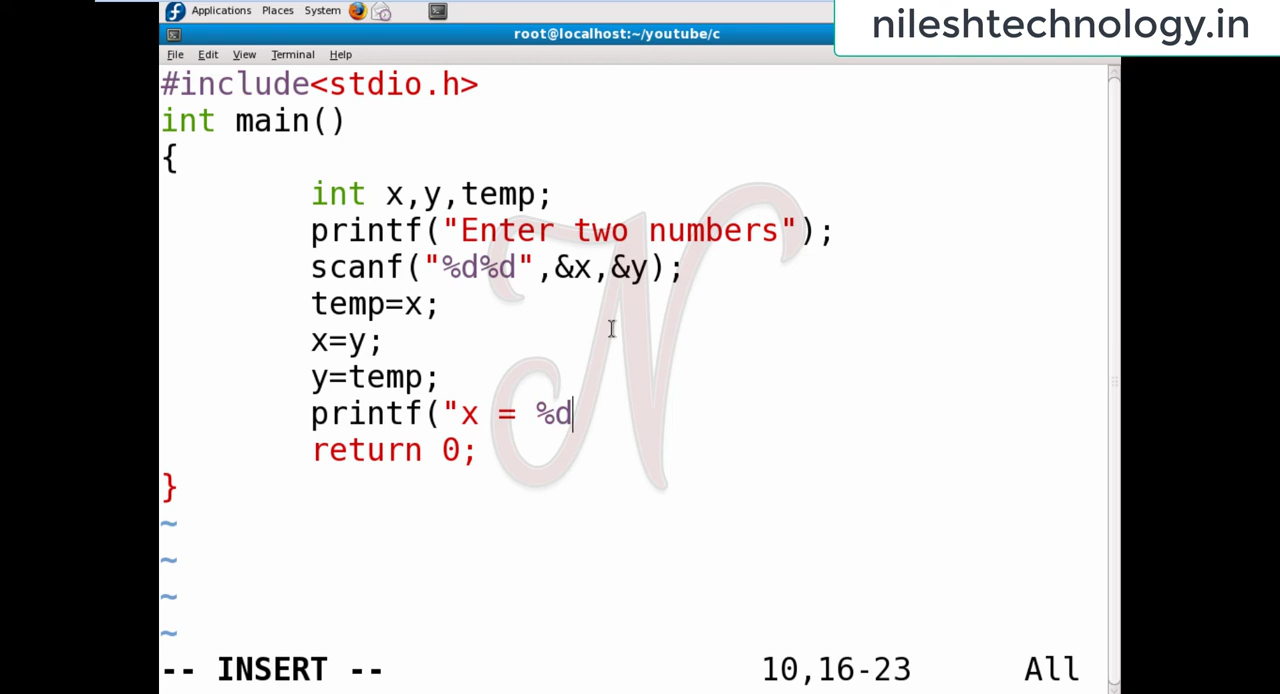 Applications Places System
nileshtechnology.in
root@localhost:~/youtube/c
File Edit View Terminal Help
#include<stdio.h>
int main()
{
int x,y,temp;
printf("Enter two numbers");
scanf("%d%d",&x,&y);
temp=x;
x=y;
y=temp;
printf("x = %d
return 0;
}
~
~
~
~
-- INSERT -- 10,16-23 All